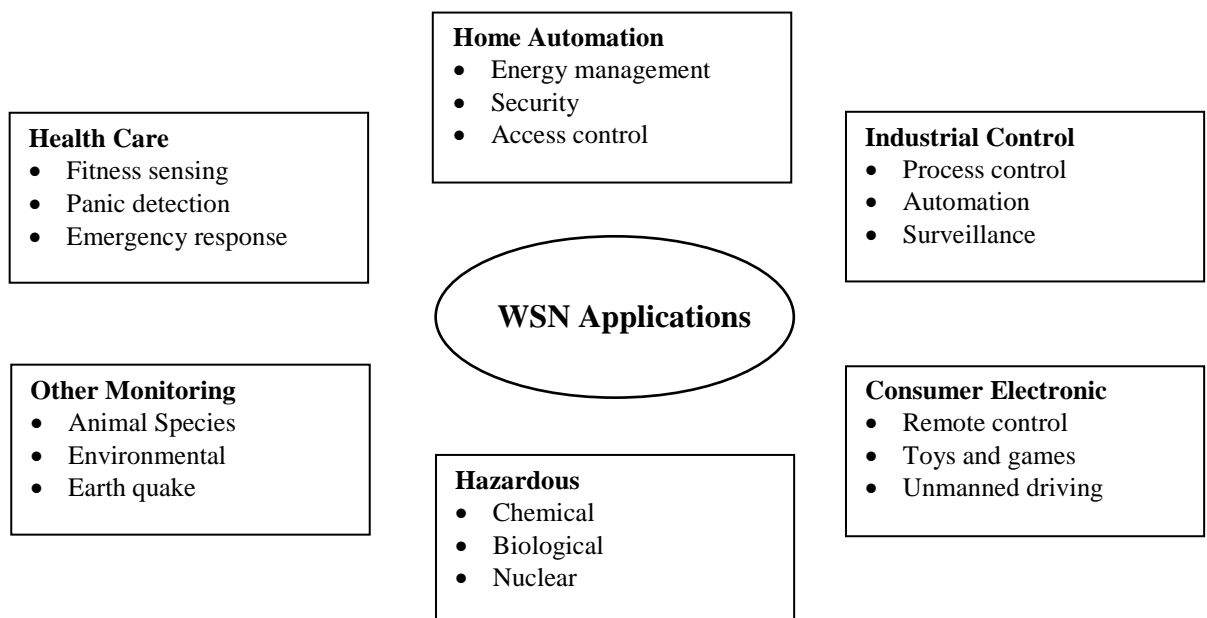 Home Automation
• Energy management
• Security
• Access control
Health Care
• Fitness sensing
• Panic detection
• Emergency response
Industrial Control
• Process control
• Automation
• Surveillance
WSN Applications
Other Monitoring
• Animal Species
• Environmental
• Earth quake
Consumer Electronic
• Remote control
• Toys and games
• Unmanned driving
Hazardous
• Chemical
• Biological
• Nuclear